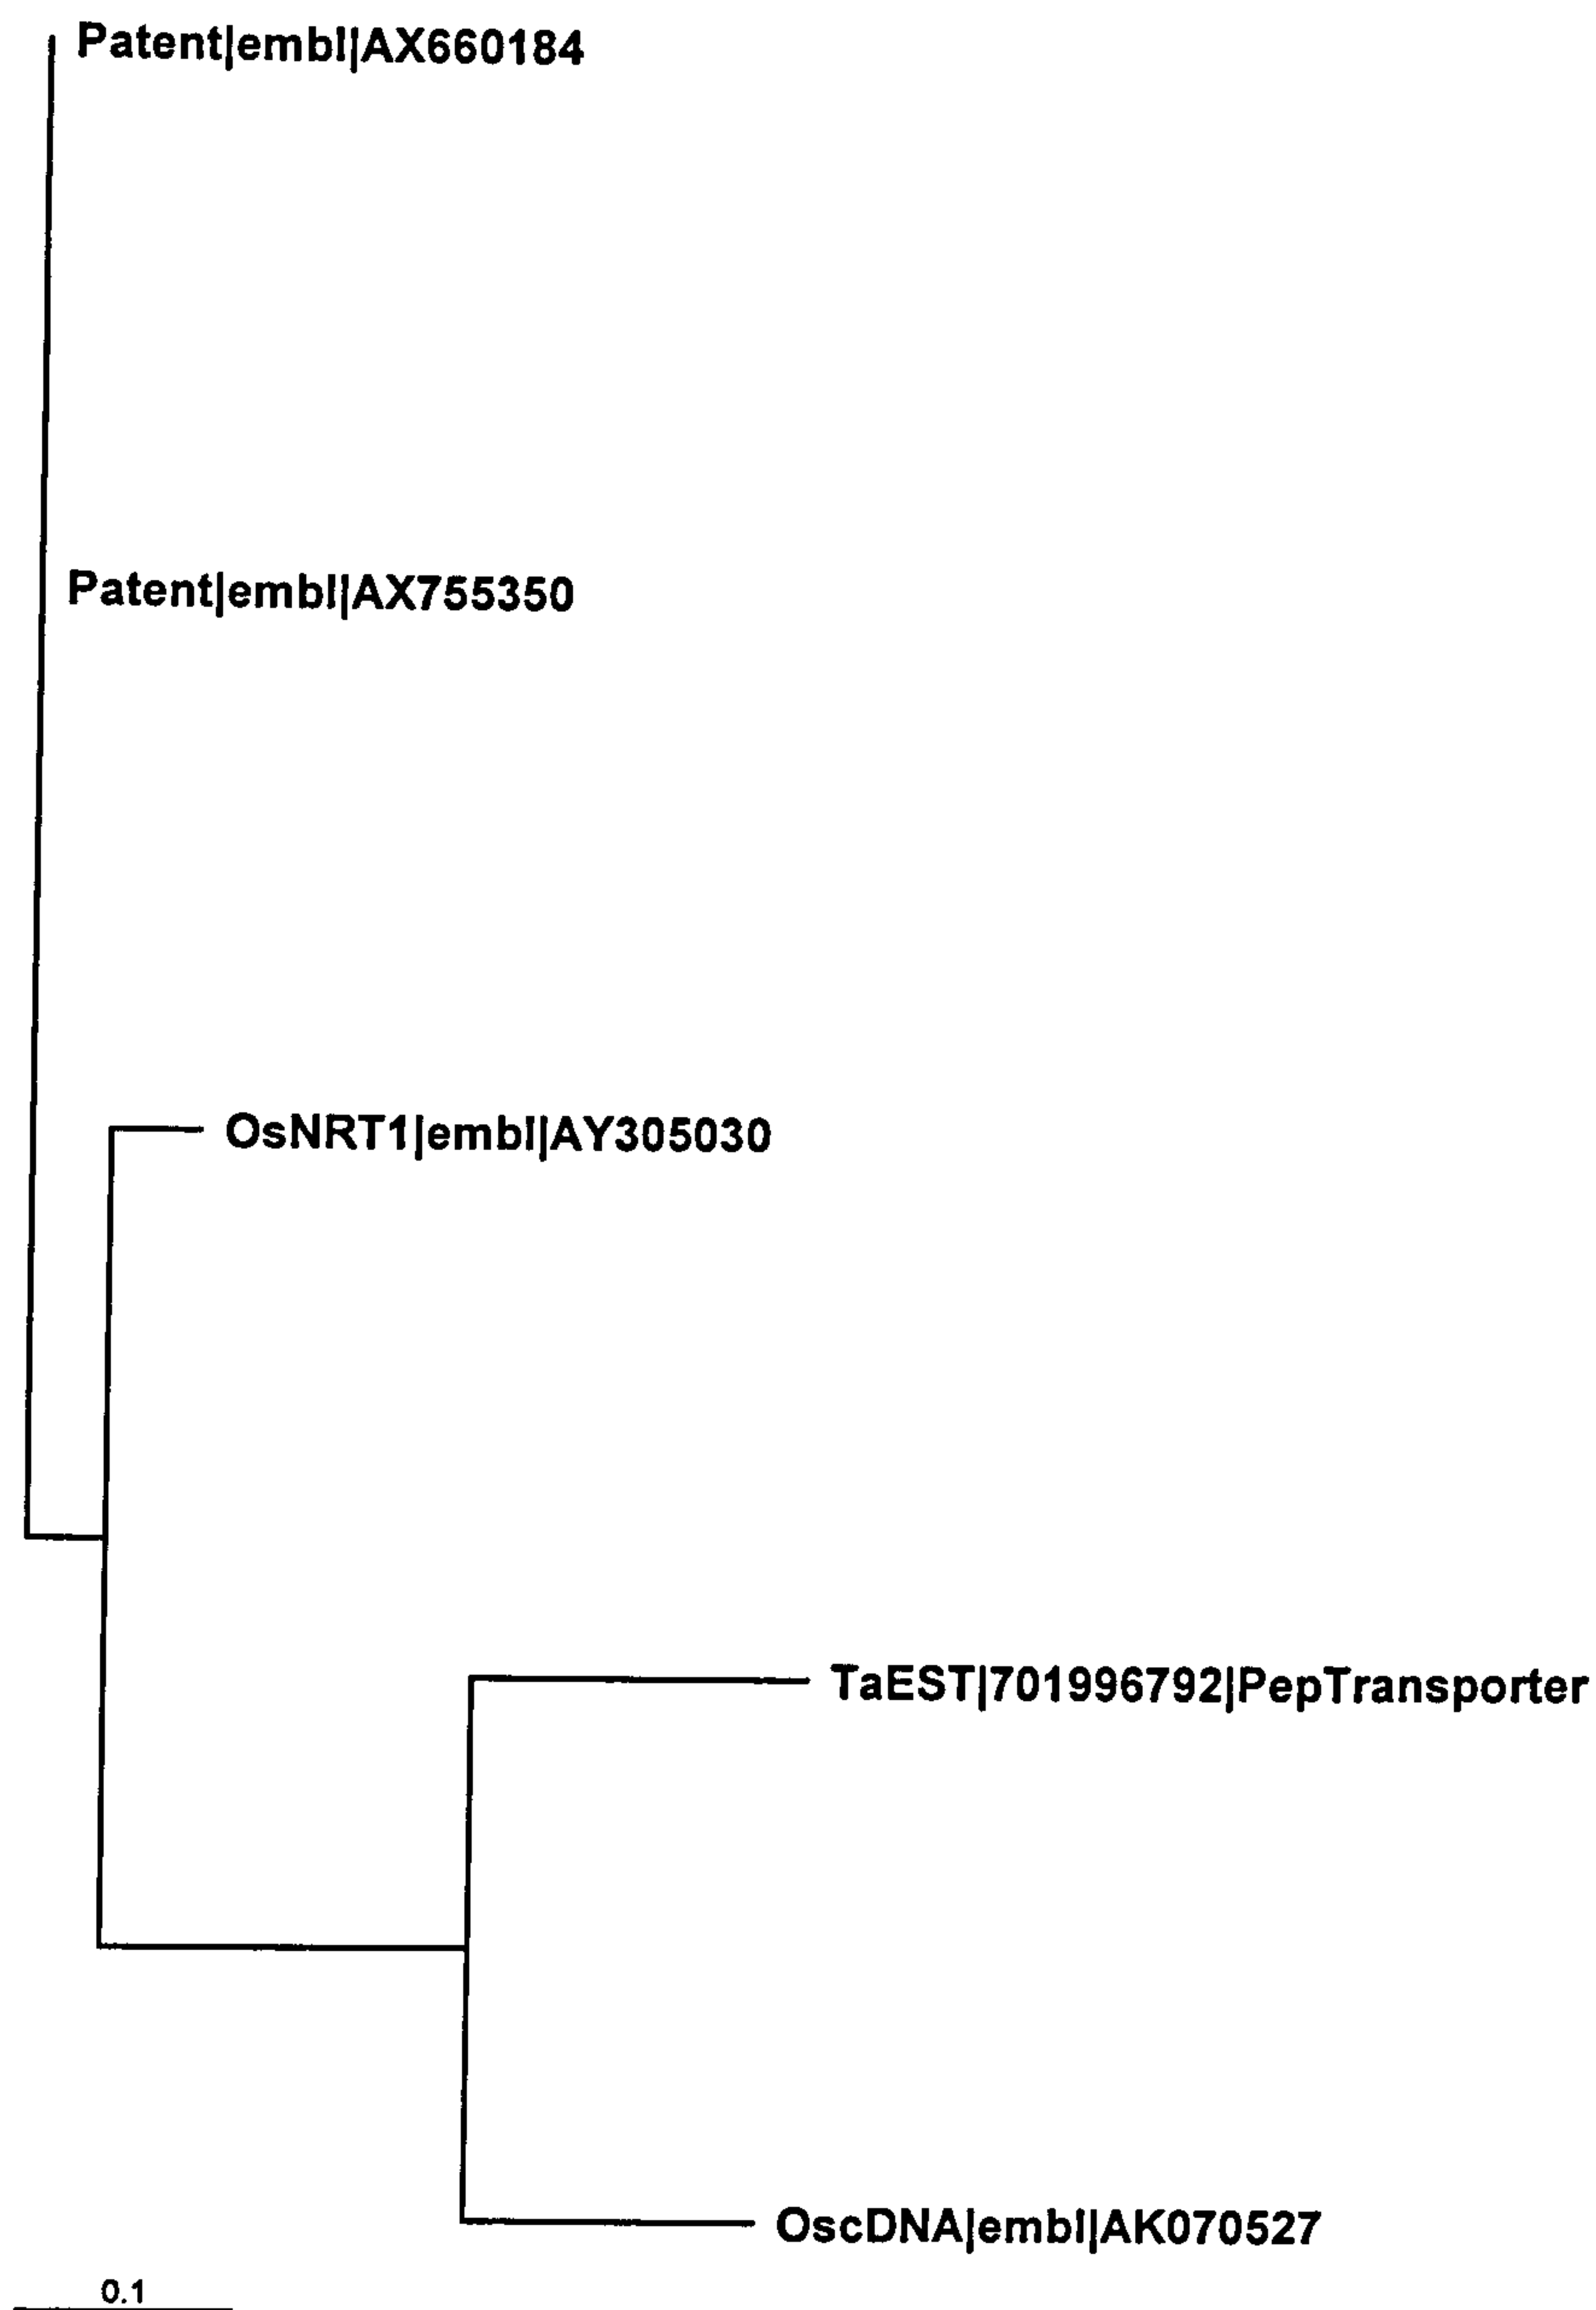 Patent|embl|AX660184
Patent|embl|AX755350
OsNRT1|embl|AY305030
TaEST|701996792|PepTransporter
OscDNA|embl|AK070527
0.1